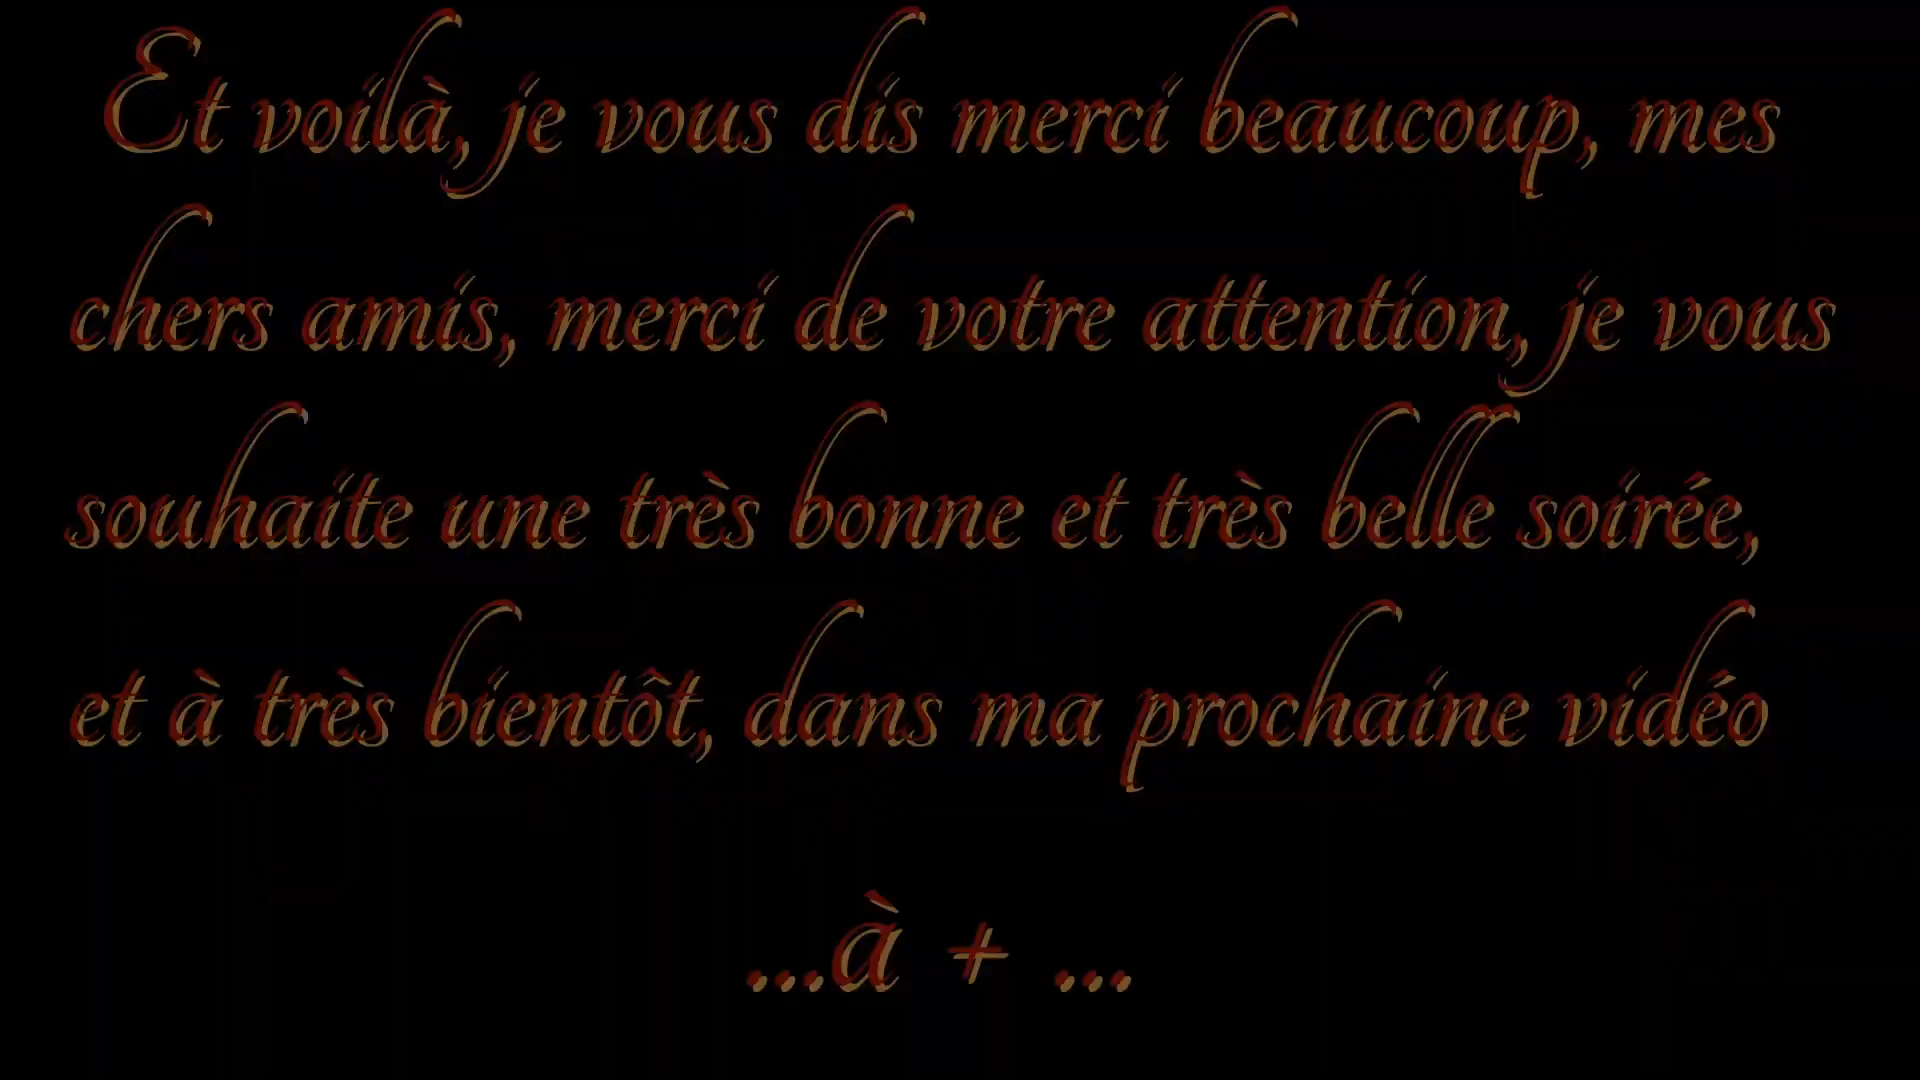 Et voilà, je vous dis merci beaucoup, mes
chers amis, merci de votre attention, je vous
souhaite une très bonne et très belle soirée,
et à très bientôt, dans ma prochaine vidéo
...à + ...